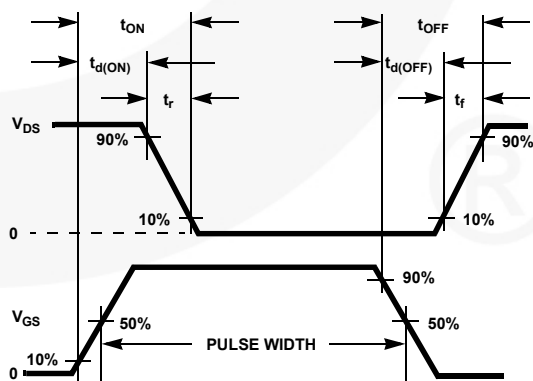 tON tOFF
td(ON) td(OFF)
tr tf
VDS
90% 90%
10% 10%
0
90%
VGS
50% 50%
PULSE WIDTH
10%
0
®